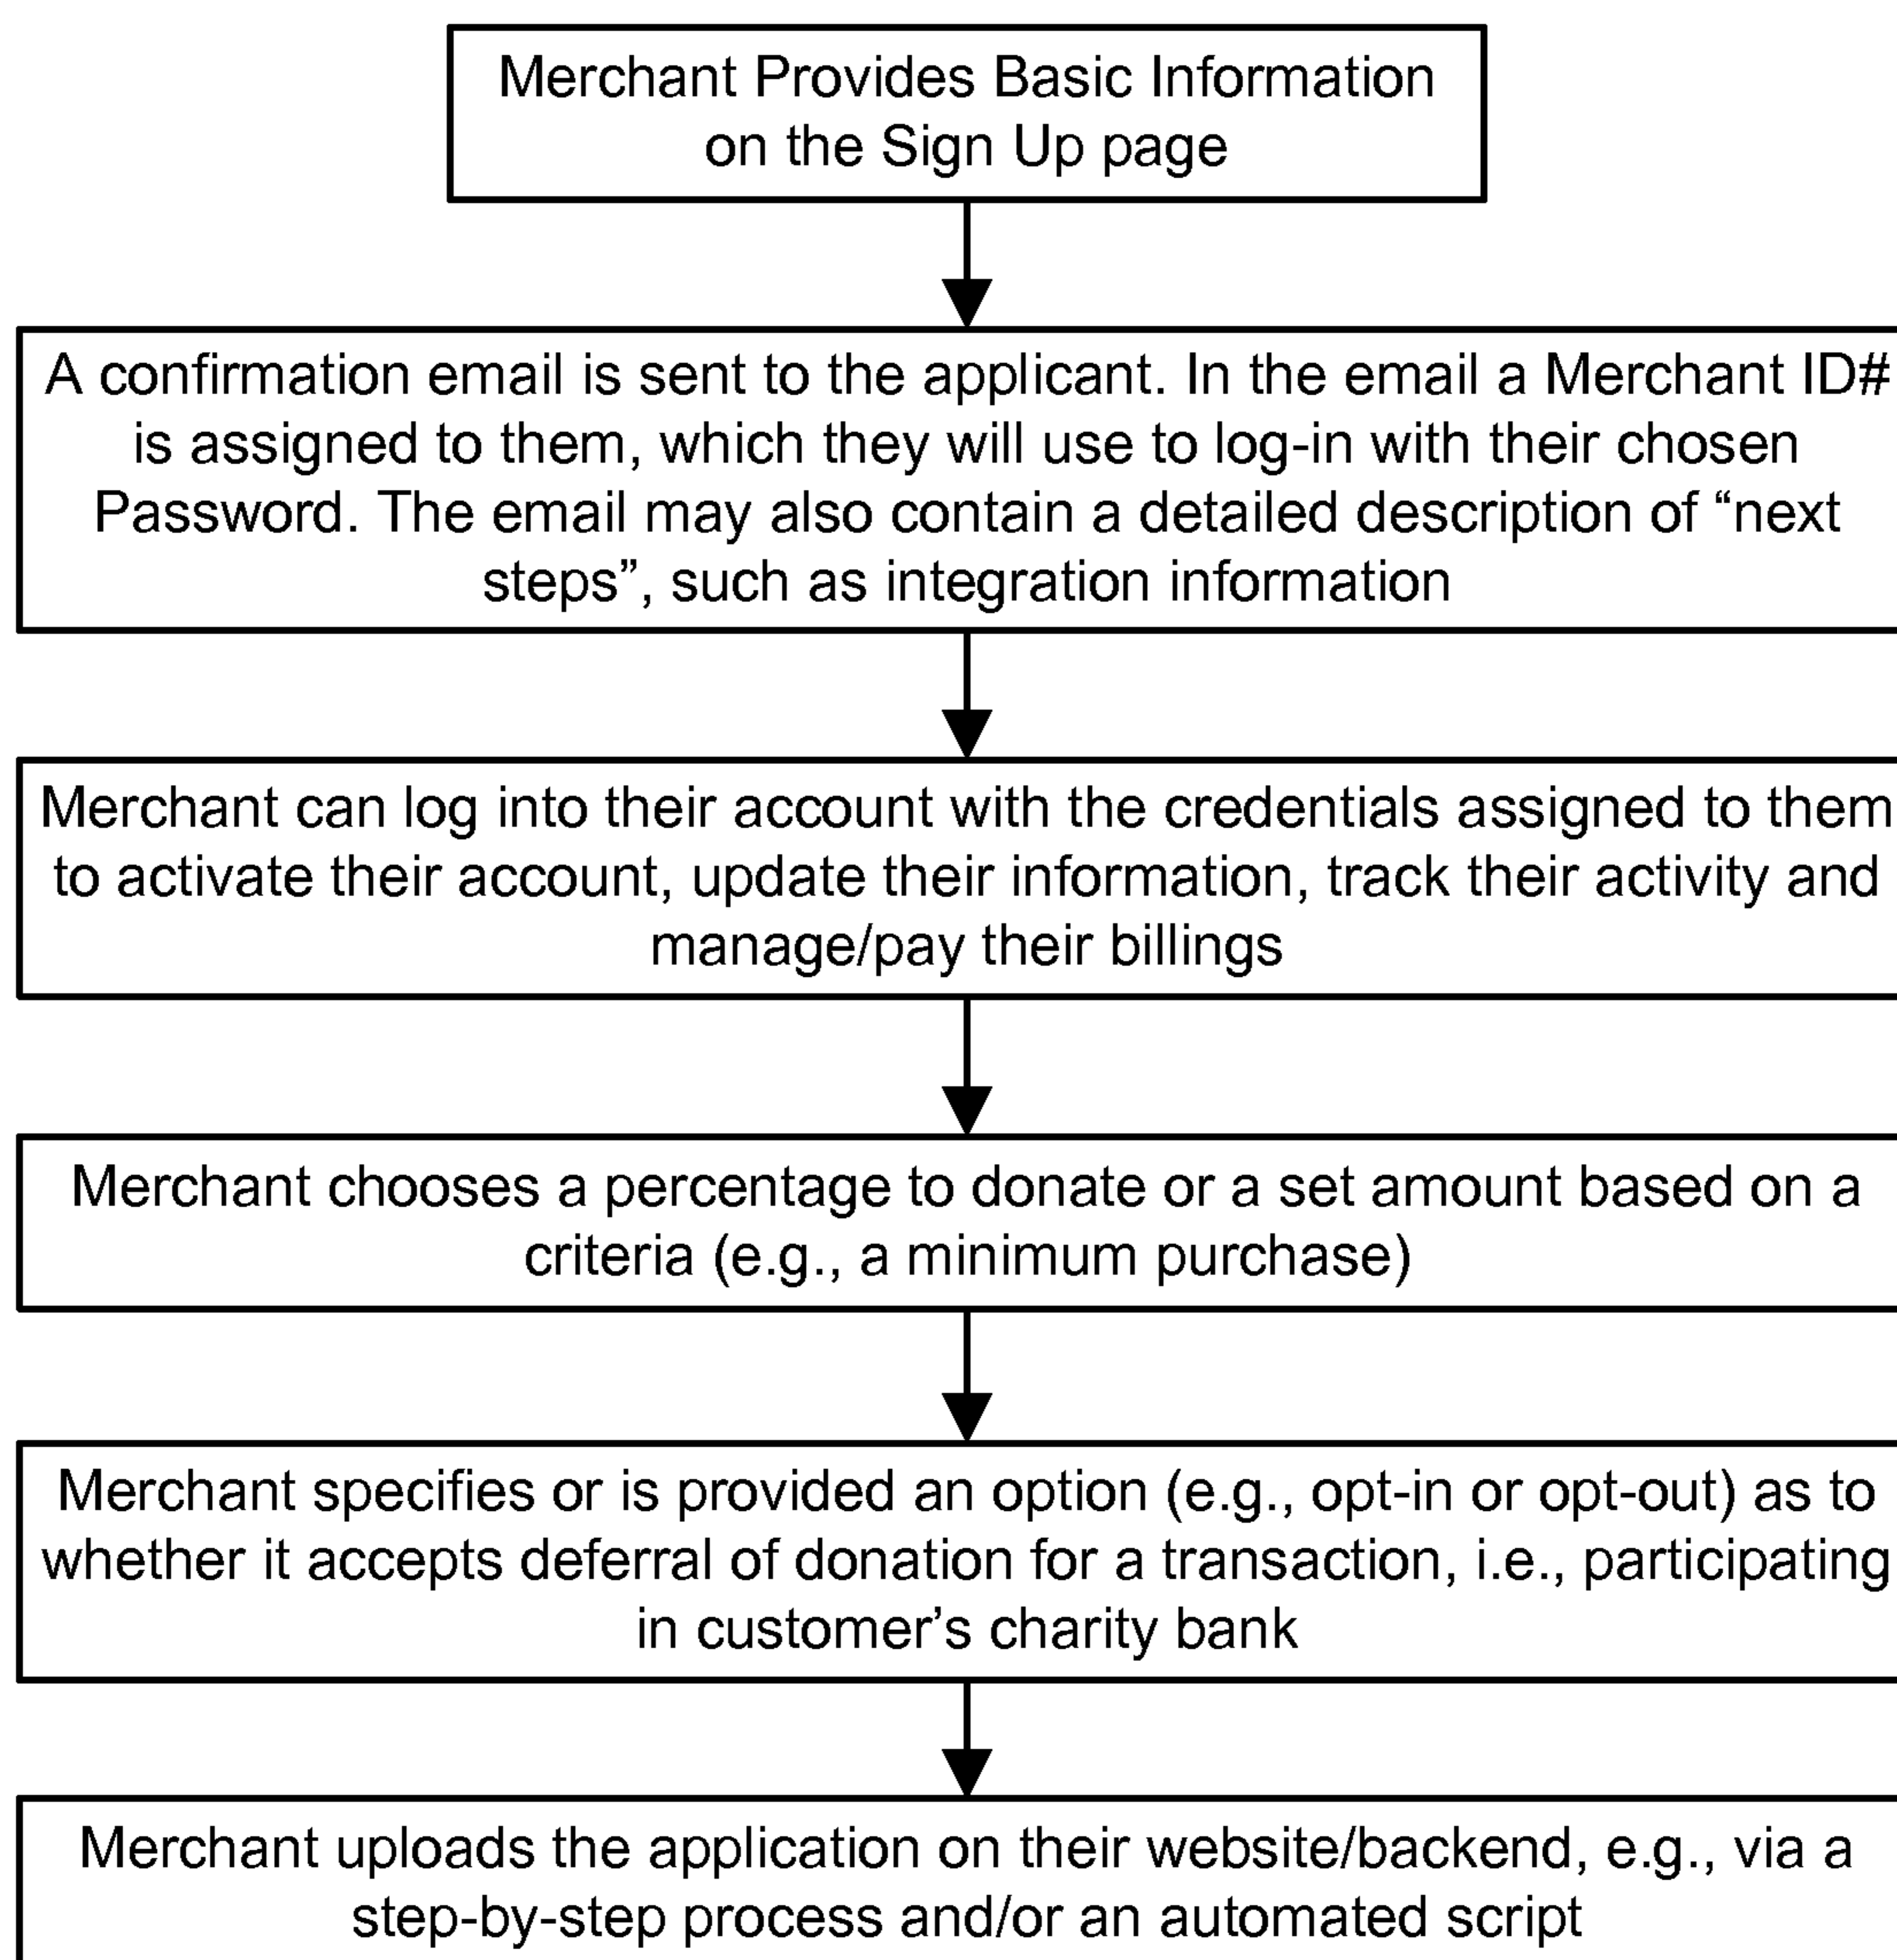 Merchant Provides Basic Information
on the Sign Up page
A confirmation email is sent to the applicant. In the email a Merchant ID#
is assigned to them, which they will use to log-in with their chosen
Password. The email may also contain a detailed description of “next
steps”, such as integration information
Merchant can log into their account with the credentials assigned to them
to activate their account, update their information, track their activity and
manage/pay their billings
Merchant chooses a percentage to donate or a set amount based on a
criteria (e.g., a minimum purchase)
Merchant specifies or is provided an option (e.g., opt-in or opt-out) as to
whether it accepts deferral of donation for a transaction, i.e., participating
in customer’s charity bank
Merchant uploads the application on their website/backend, e.g., via a
step-by-step process and/or an automated script